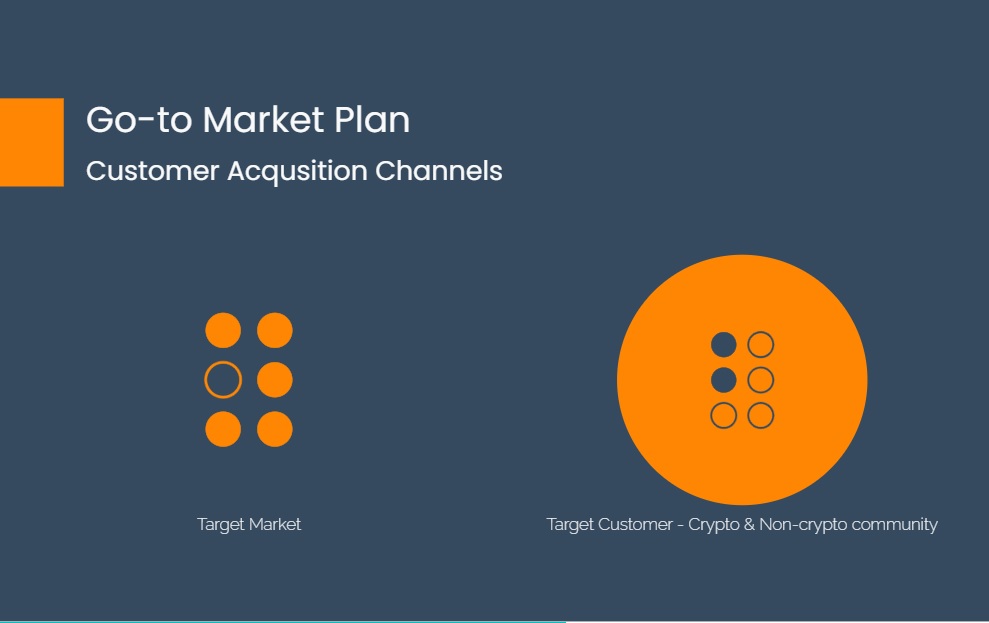 Go-to Market Plan
Customer Acqusition Channels
Target Market
Target Customer - Crypto & Non-crypto community